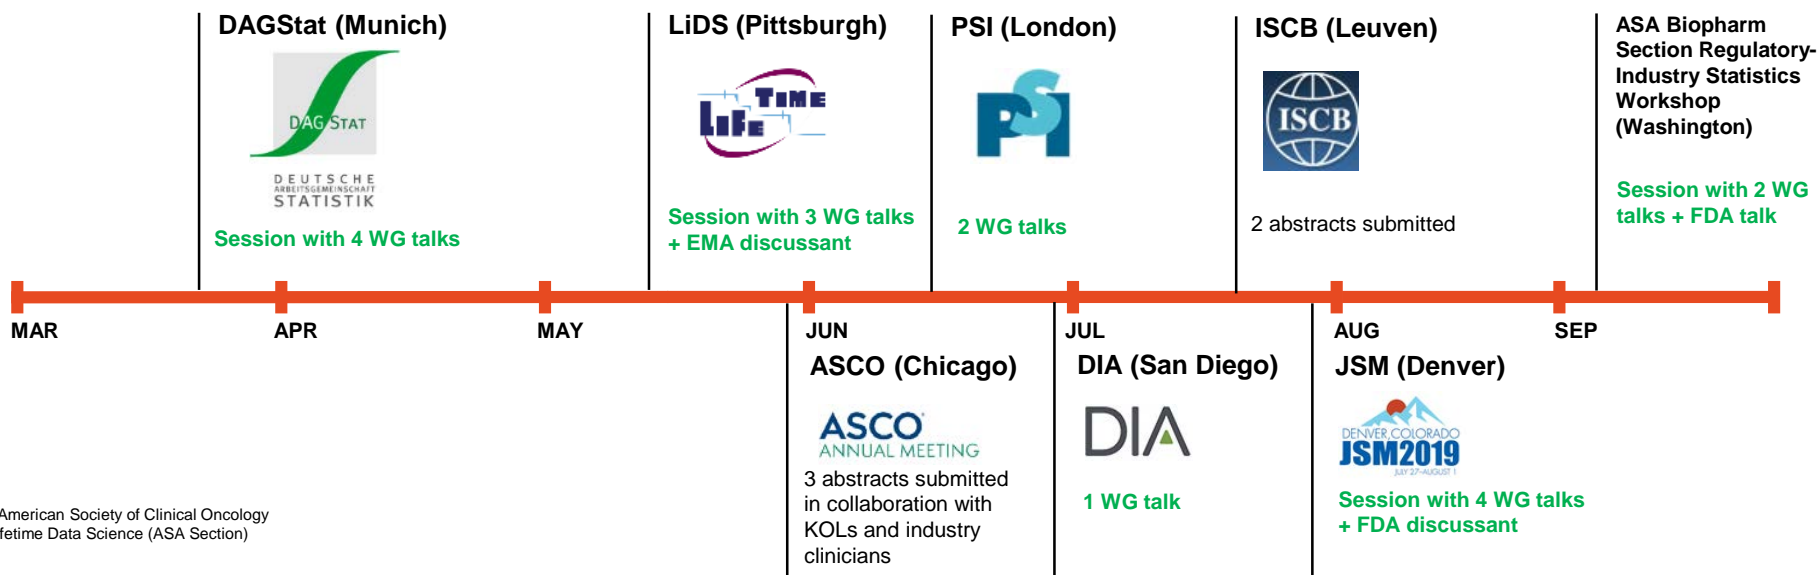 DAGStat (Munich)
DAG STAT
DEUTSCHE
ARBEITSGEMEINSCHAFT
STATISTIK
Session with 4 WG talks
LiDS (Pittsburgh)
LIFE TIME
Session with 3 WG talks
+ EMA discussant
PSI (London)
PSI
2 WG talks
ISCB (Leuven)
ISCB
2 abstracts submitted
ASA Biopharm
Section Regulatory-
Industry Statistics
Workshop
(Washington)
Session with 2 WG
talks + FDA talk
MAR
APR
MAY
JUN
JUL
AUG
SEP
ASCO (Chicago)
ASCO
ANNUAL MEETING
3 abstracts submitted
in collaboration with
KOLs and industry
clinicians
DIA (San Diego)
DIA
1 WG talk
JSM (Denver)
DENVER, COLORADO
JSM2019
JULY 27-AUGUST 1
Session with 4 WG talks
+ FDA discussant
American Society of Clinical Oncology
fetime Data Science (ASA Section)